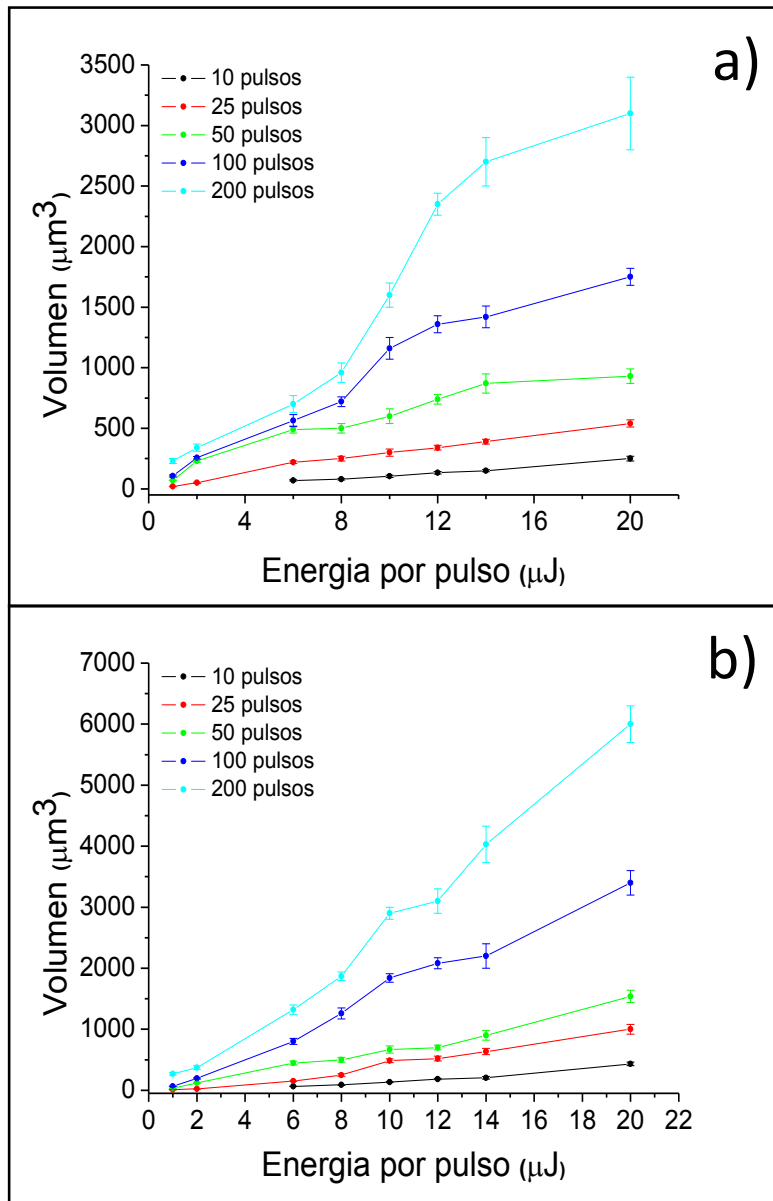 a)
10 pulsos
25 pulsos
50 pulsos
100 pulsos
200 pulsos
Volumen (μm3)
3500
3000
2500
2000
1500
1000
500
0
0 4 8 12 16 20
Energia por pulso (μJ)
b)
10 pulsos
25 pulsos
50 pulsos
100 pulsos
200 pulsos
Volumen (μm3)
7000
6000
5000
4000
3000
2000
1000
0
0 2 4 6 8 10 12 14 16 18 20 22
Energia por pulso (μJ)